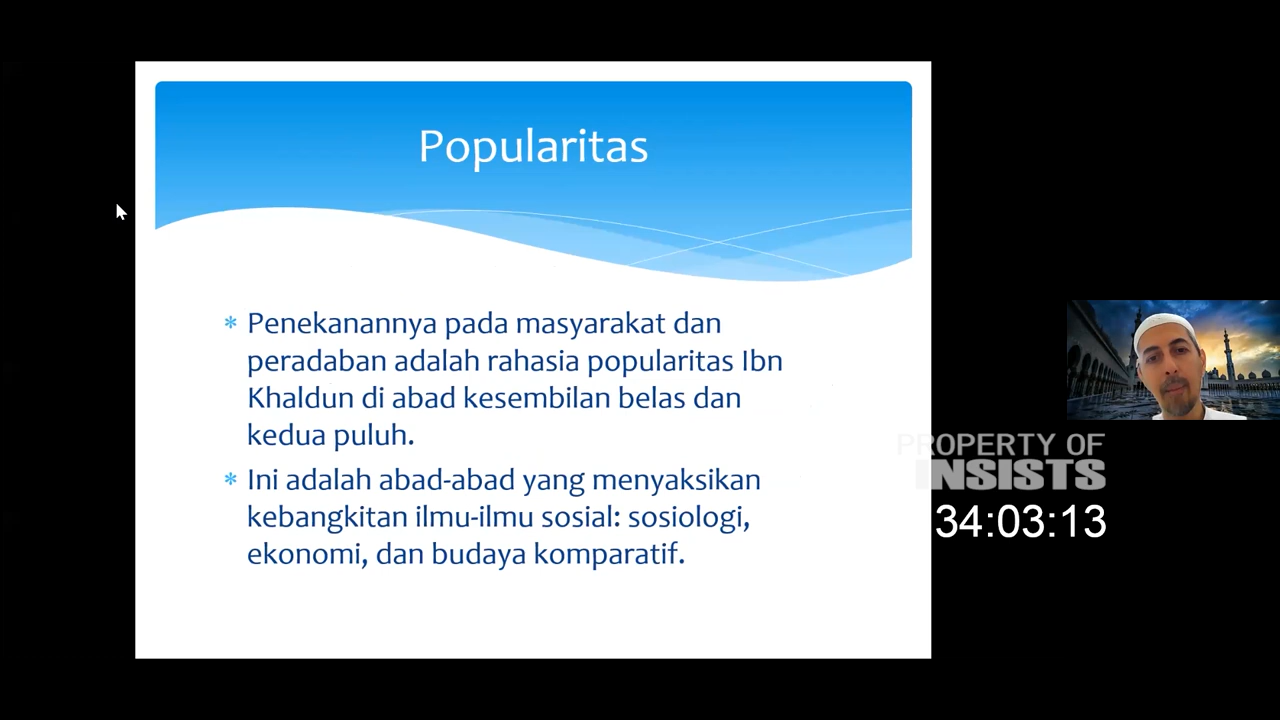 Popularitas
* Penekanannya pada masyarakat dan
peradaban adalah rahasia popularitas Ibn
Khaldun di abad kesembilan belas dan
kedua puluh.
* Ini adalah abad-abad yang menyaksikan
kebangkitan ilmu-ilmu sosial: sosiologi,
ekonomi, dan budaya komparatif.
PROPERTY OF
INSISTS
34:03:13